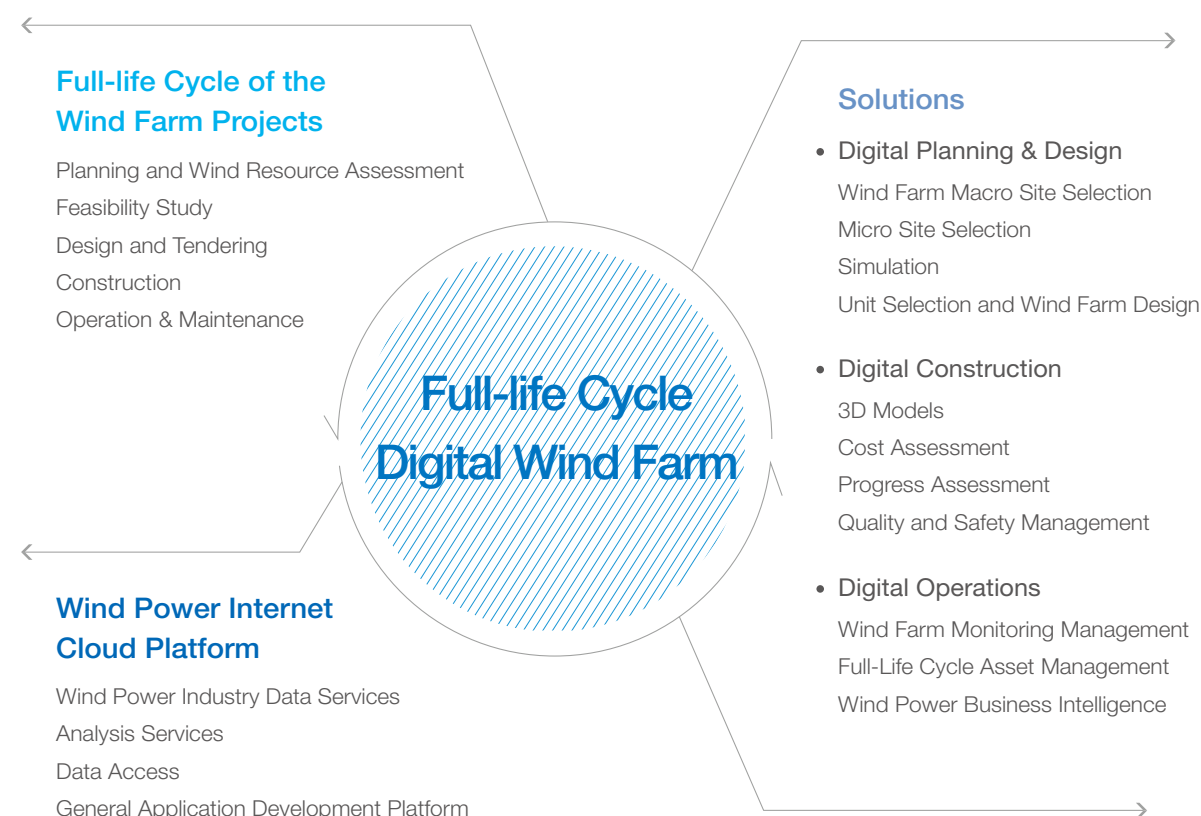 Full-life Cycle of the
Wind Farm Projects
Planning and Wind Resource Assessment
Feasibility Study
Design and Tendering
Construction
Operation & Maintenance
Full-life Cycle
Digital Wind Farm
Wind Power Internet
Cloud Platform
Wind Power Industry Data Services
Analysis Services
Data Access
General Application Development Platform
Solutions
• Digital Planning & Design
Wind Farm Macro Site Selection
Micro Site Selection
Simulation
Unit Selection and Wind Farm Design
• Digital Construction
3D Models
Cost Assessment
Progress Assessment
Quality and Safety Management
• Digital Operations
Wind Farm Monitoring Management
Full-Life Cycle Asset Management
Wind Power Business Intelligence